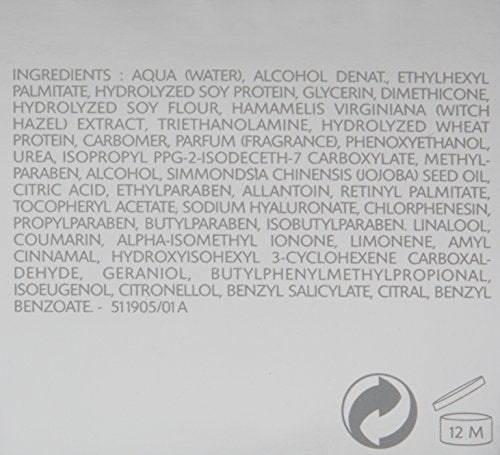 INGREDIENTS : AQUA (WATER), ALCOHOL DENAT., ETHYLHEXYL
PALMITATE, HYDROLYZED SOY PROTEIN, GLYCERIN, DIMETHICONE,
HYDROLYZED SOY FLOUR, HAMAMELIS VIRGINIANA (WITCH
HAZEL) EXTRACT, TRIETHANOLAMINE, HYDROLYZED WHEAT
PROTEIN, CARBOMER, PARFUM (FRAGRANCE), PHENOXYETHANOL,
UREA, ISOPROPYL PPG-2-ISODECETH-7 CARBOXYLATE, METHYL-
PARABEN, ALCOHOL, SIMMONDSIA CHINENSIS (JOJOBA) SEED OIL,
CITRIC ACID, ETHYLPARABEN, ALLANTOIN, RETINYL PALMITATE,
TOCOPHERYL ACETATE, SODIUM HYALURONATE, CHLORPHENESIN,
PROPYLPARABEN, BUTYLPARABEN, ISOBUTYLPARABEN. LINALOOL,
COUMARIN, ALPHA-ISOMETHYL IONONE, LIMONENE, AMYL
CINNAMAL, HYDROXYISOHEXYL 3-CYCLOHEXENE CARBOXAL-
DEHYDE, GERANIOL, BUTYLPHENYLMETHYLPROPIONAL,
ISOEUGENOL, CITRONELLOL, BENZYL SALICYLATE, CITRAL, BENZYL
BENZOATE. - 511905/01A
12 M